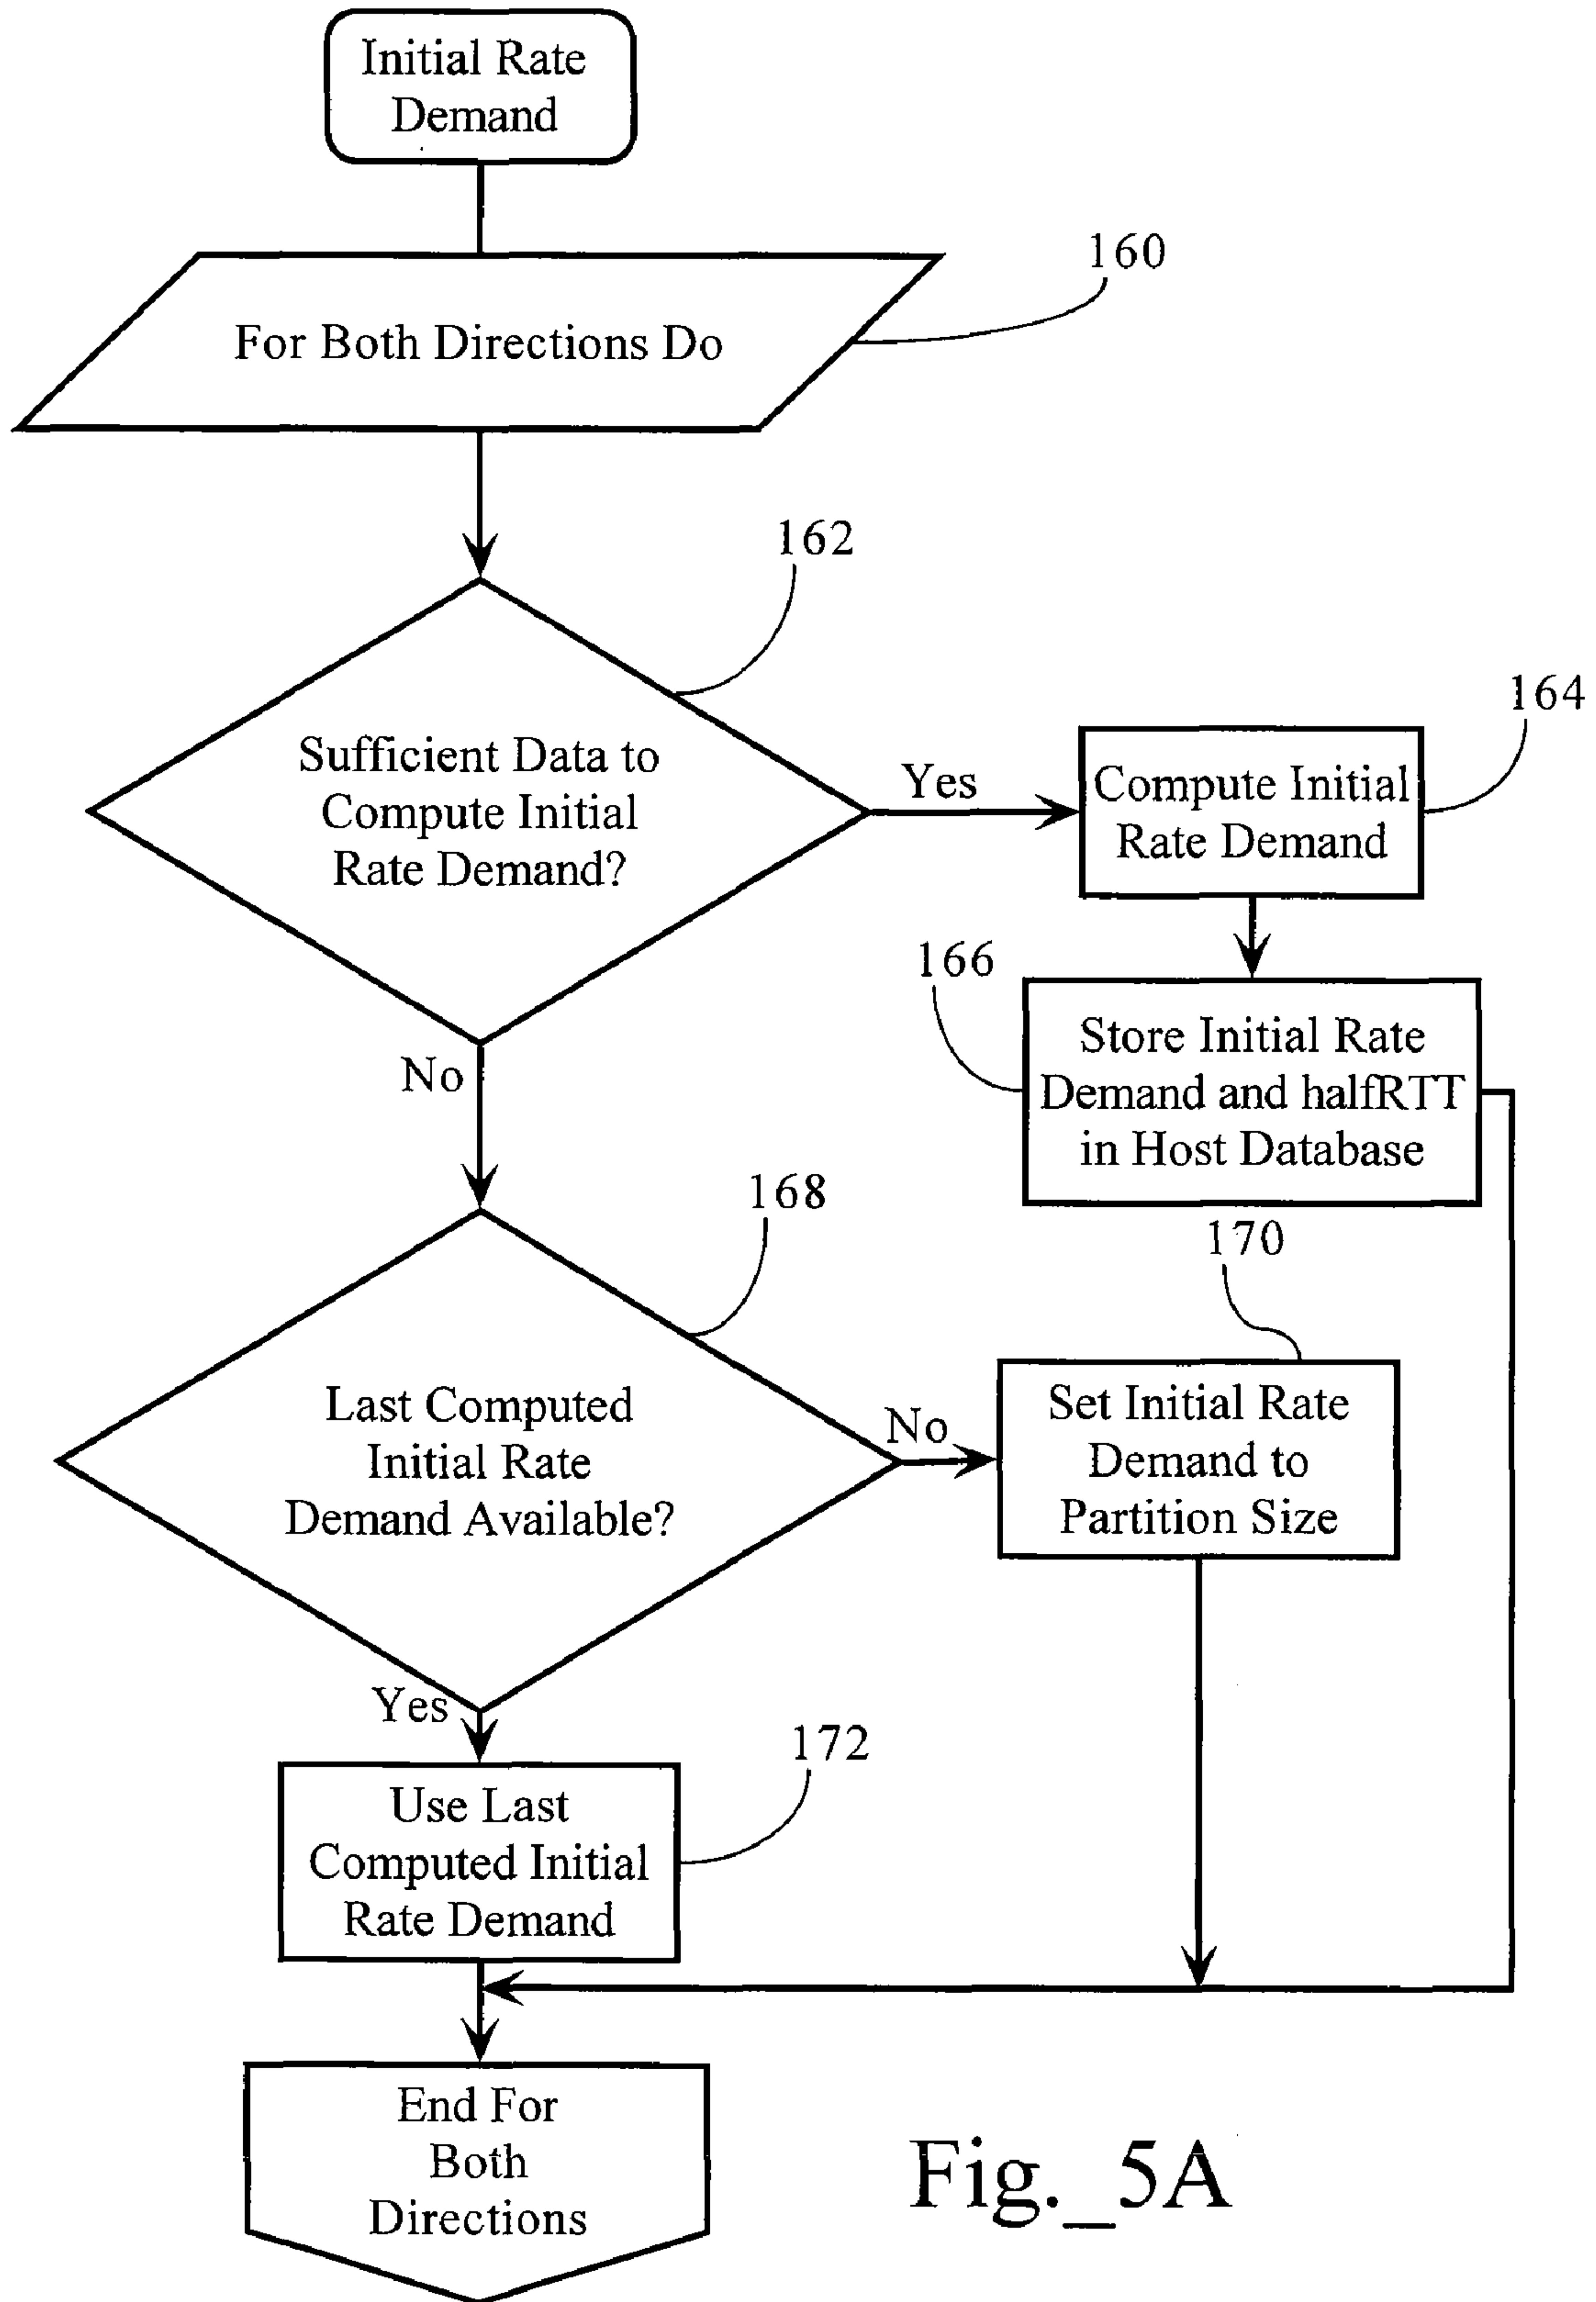 Initial Rate
Demand
160
For Both Directions Do
162
Sufficient Data to
Compute Initial
Rate Demand?
Yes
164
Compute Initial
Rate Demand
166
Store Initial Rate
Demand and halfRTT
in Host Database
No
168
Last Computed
Initial Rate
Demand Available?
No
170
Set Initial Rate
Demand to
Partition Size
Yes
172
Use Last
Computed Initial
Rate Demand
End For
Both
Directions
Fig._5A